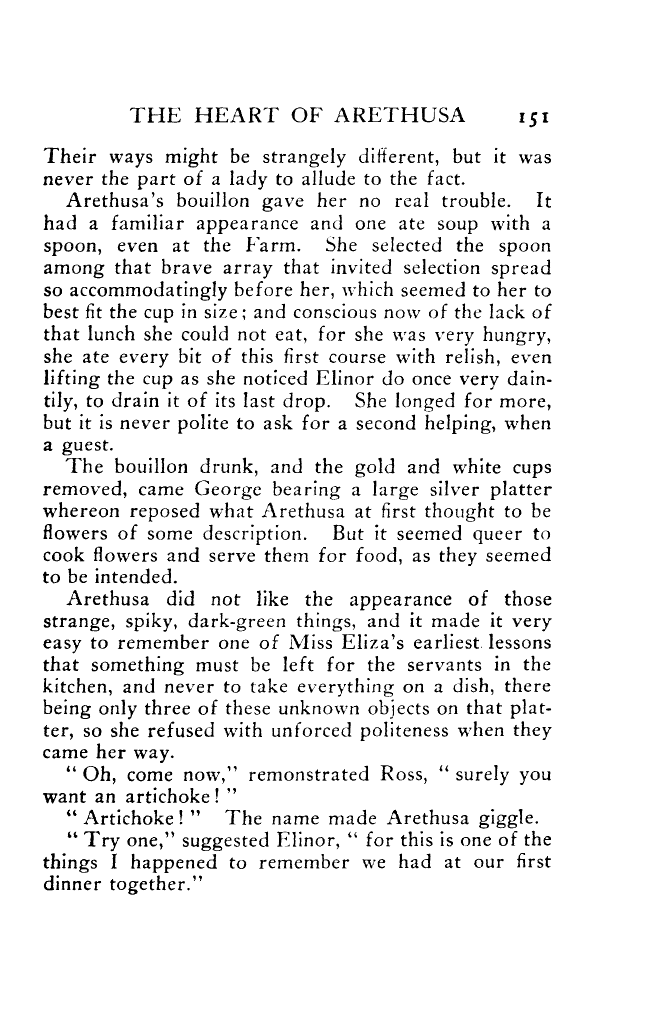 THE HEART OF ARETHUSA 151
Their ways might be strangely different, but it was
never the part of a lady to allude to the fact.
Arethusa's bouillon gave her no real trouble. It
had a familiar appearance and one ate soup with a
spoon, even at the Farm. She selected the spoon
among that brave array that invited selection spread
so accommodatingly before her, which seemed to her to
best fit the cup in size; and conscious now of the lack of
that lunch she could not eat, for she was very hungry,
she ate every bit of this first course with relish, even
lifting the cup as she noticed Elinor do once very dain-
tily, to drain it of its last drop. She longed for more,
but it is never polite to ask for a second helping, when
a guest.
The bouillon drunk, and the gold and white cups
removed, came George bearing a large silver platter
whereon reposed what Arethusa at first thought to be
flowers of some description. But it seemed queer to
cook flowers and serve them for food, as they seemed
to be intended.
Arethusa did not like the appearance of those
strange, spiky, dark-green things, and it made it very
easy to remember one of Miss Eliza's earliest lessons
that something must be left for the servants in the
kitchen, and never to take everything on a dish, there
being only three of these unknown objects on that plat-
ter, so she refused with unforced politeness when they
came her way.
"Oh, come now," remonstrated Ross, "surely you
want an artichoke!"
"Artichoke!" The name made Arethusa giggle.
"Try one," suggested Elinor, "for this is one of the
things I happened to remember we had at our first
dinner together."